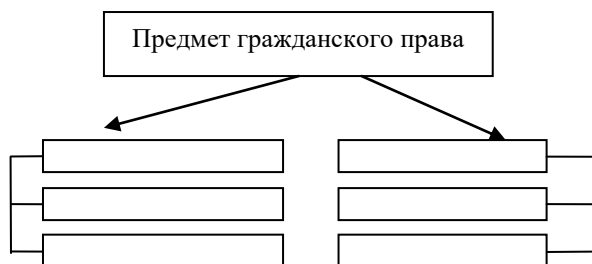 Предмет гражданского права